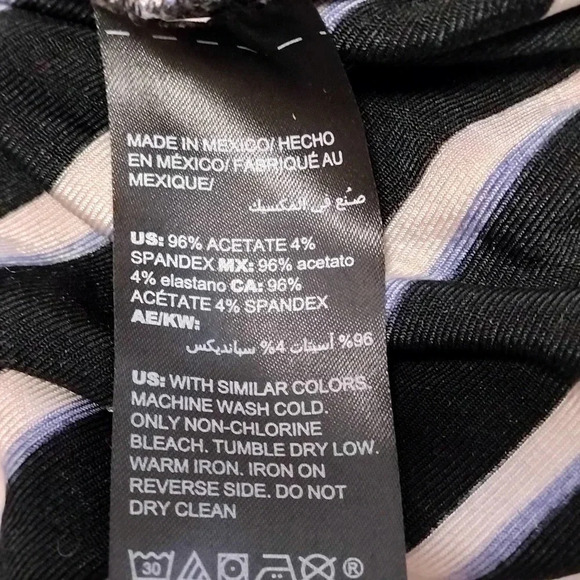 MADE IN MEXICO/ HECHO
EN MÉXICO/ FABRIQUÉ AU
MEXIQUE/
صنع في المكسيك
US: 96% ACETATE 4%
SPANDEX MX: 96% acetato
4% elastano CA: 96%
ACÉTATE 4% SPANDEX
AE/KW:
96% أسيتات 4% سبانديكس
US: WITH SIMILAR COLORS.
MACHINE WASH COLD.
ONLY NON-CHLORINE
BLEACH. TUMBLE DRY LOW.
WARM IRON. IRON ON
REVERSE SIDE. DO NOT
DRY CLEAN
30 ®